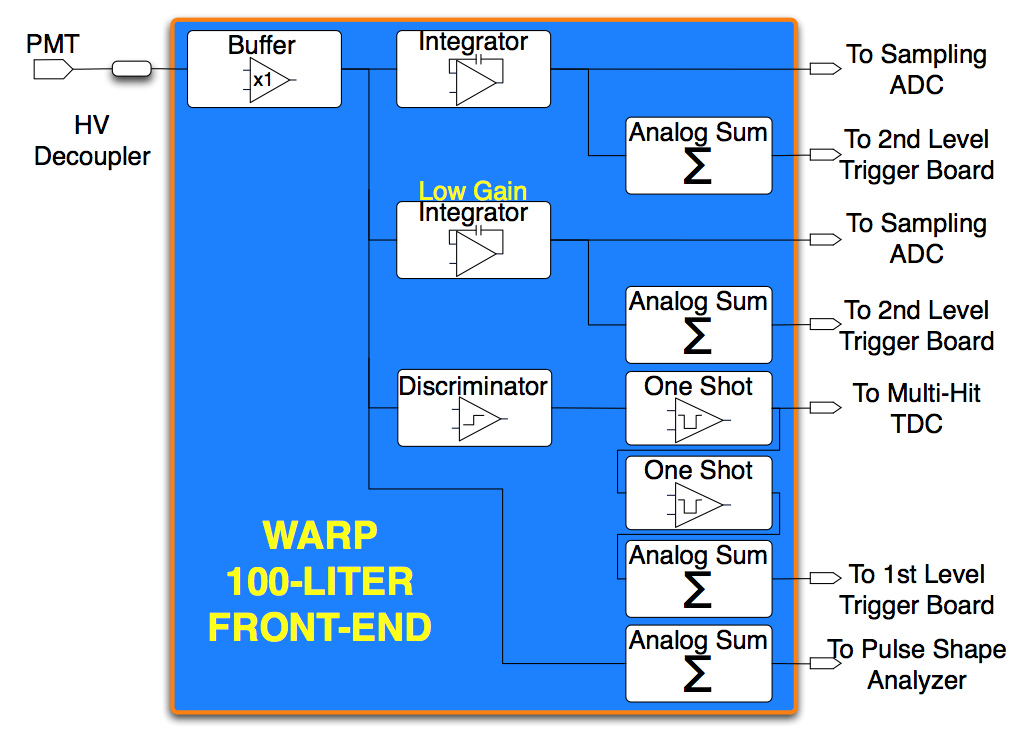 PMT
HV
Decoupler
Buffer
x1
Integrator
To Sampling
ADC
Analog Sum
Σ
To 2nd Level
Trigger Board
Low Gain
Integrator
To Sampling
ADC
Analog Sum
Σ
To 2nd Level
Trigger Board
Discriminator
One Shot
To Multi-Hit
TDC
One Shot
WARP
100-LITER
FRONT-END
Analog Sum
Σ
To 1st Level
Trigger Board
Analog Sum
Σ
To Pulse Shape
Analyzer